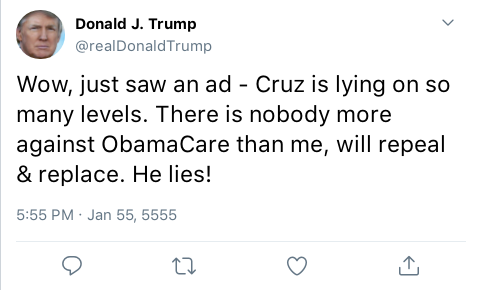 Donald J. Trump
@realDonaldTrump
Wow, just saw an ad - Cruz is lying on so
many levels. There is nobody more
against ObamaCare than me, will repeal
& replace. He lies!
5:55 PM · Jan 55, 5555